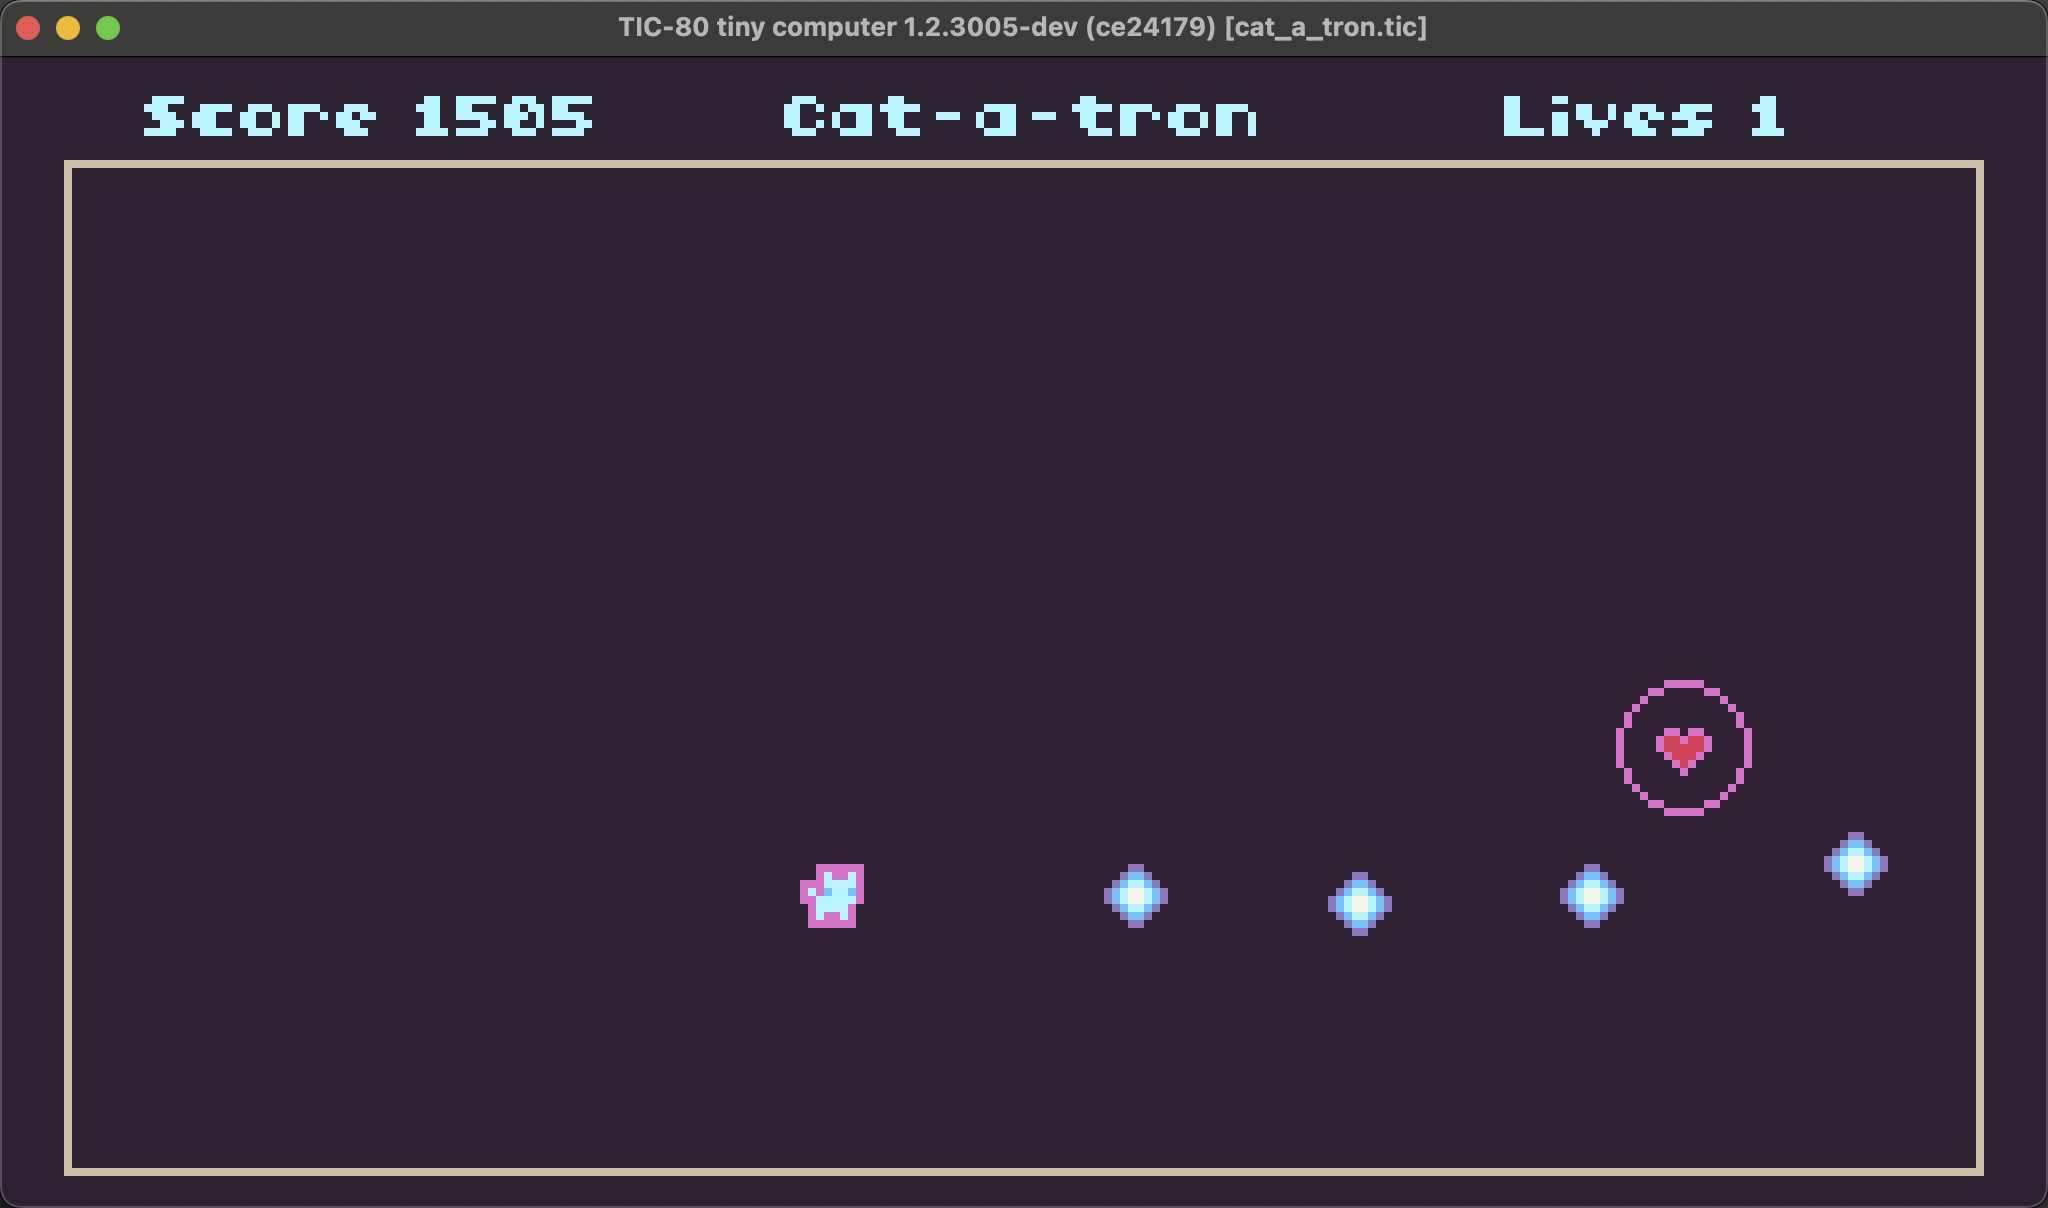 TIC-80 tiny computer 1.2.3005-dev (ce24179) [cat_a_tron.tic]
Score 1505 Cat-a-tron Lives 1